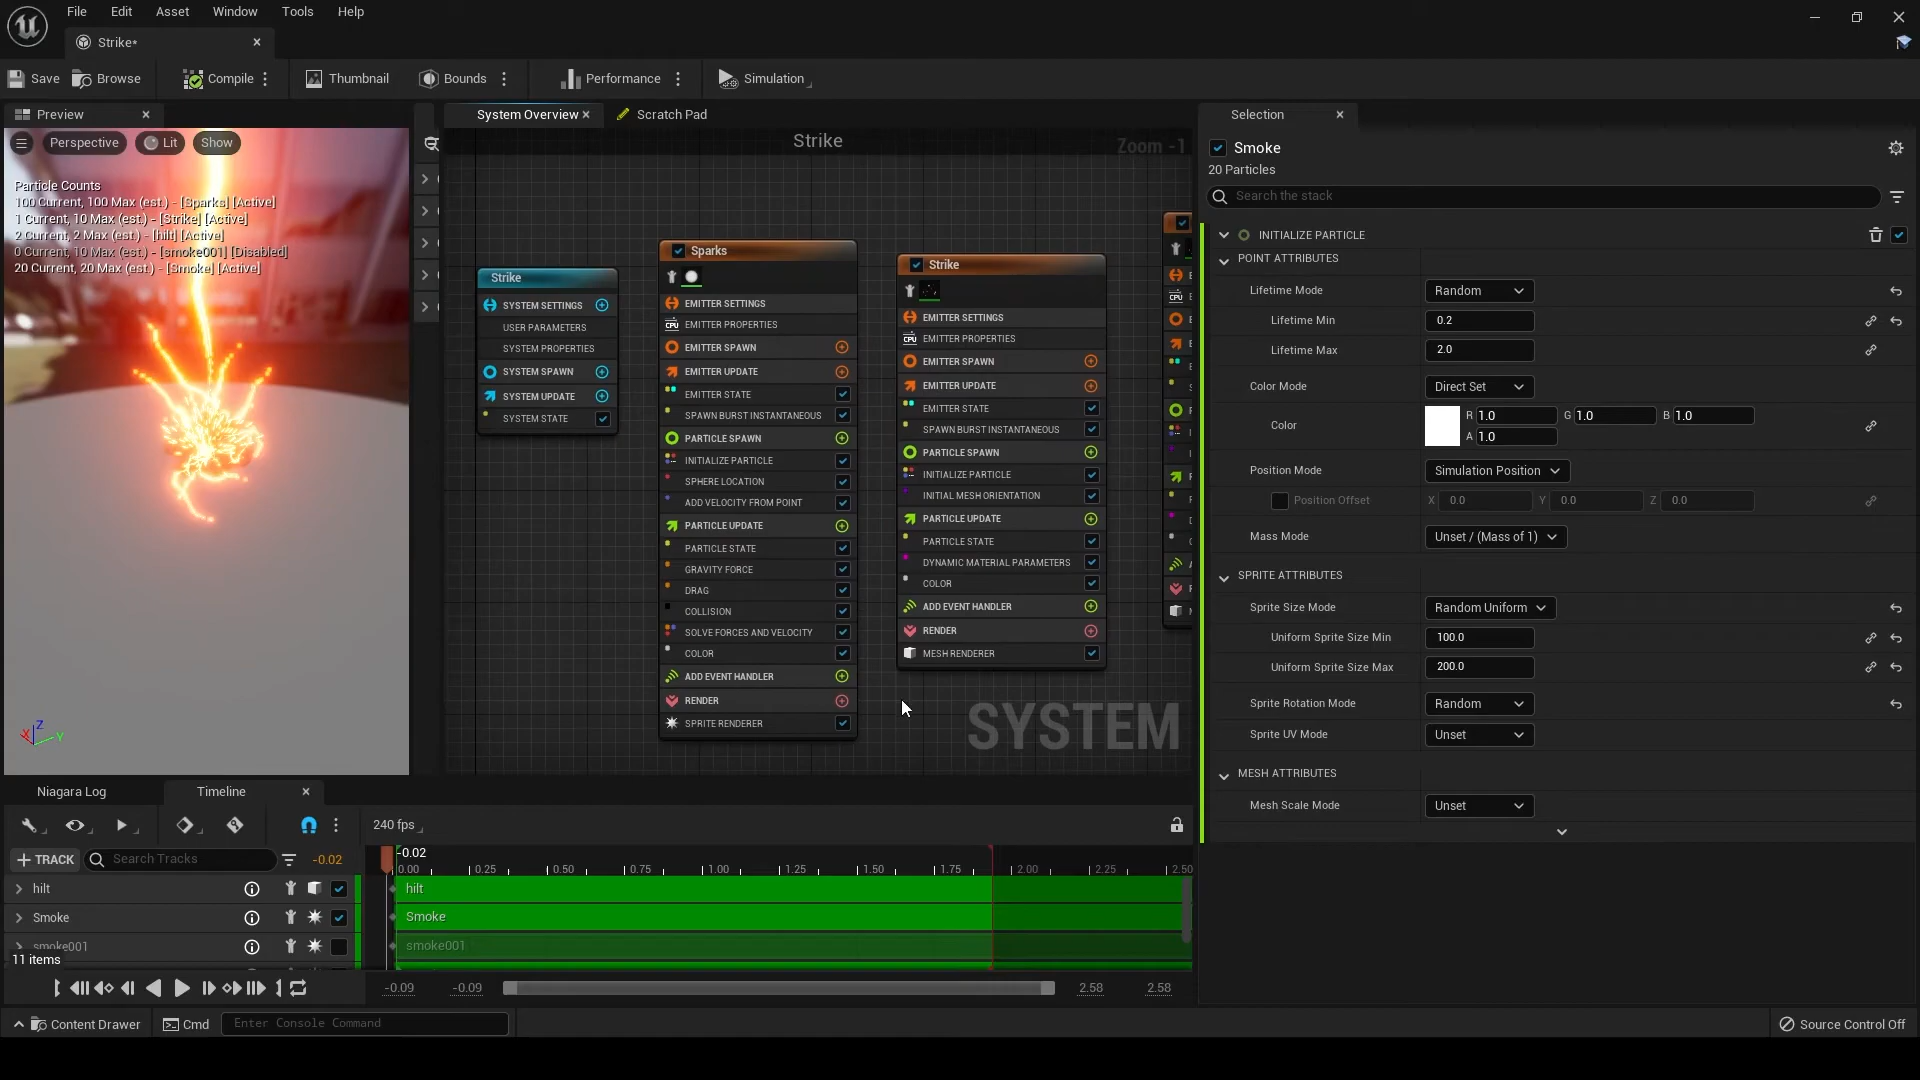 File Edit Asset Window Tools Help
Strike*
Save Browse Compile Thumbnail Bounds Performance Simulation
Preview
Perspective Lit Show
Particle Counts
100 Current, 100 Max (est.) - [Sparks] [Active]
1 Current, 10 Max (est.) - [Strike] [Active]
2 Current, 2 Max (est.) - [hilt] [Active]
0 Current, 10 Max (est.) - [smoke001] [Disabled]
20 Current, 20 Max (est.) - [Smoke] [Active]
Z
X
Y
System Overview Scratch Pad
Strike
Zoom -1
Strike
SYSTEM SETTINGS
USER PARAMETERS
SYSTEM PROPERTIES
SYSTEM SPAWN
SYSTEM UPDATE
SYSTEM STATE
Sparks
EMITTER SETTINGS
CPU EMITTER PROPERTIES
EMITTER SPAWN
EMITTER UPDATE
EMITTER STATE
SPAWN BURST INSTANTANEOUS
PARTICLE SPAWN
INITIALIZE PARTICLE
SPHERE LOCATION
ADD VELOCITY FROM POINT
PARTICLE UPDATE
PARTICLE STATE
GRAVITY FORCE
DRAG
COLLISION
SOLVE FORCES AND VELOCITY
COLOR
ADD EVENT HANDLER
RENDER
SPRITE RENDERER
Strike
EMITTER SETTINGS
CPU EMITTER PROPERTIES
EMITTER SPAWN
EMITTER UPDATE
EMITTER STATE
SPAWN BURST INSTANTANEOUS
PARTICLE SPAWN
INITIALIZE PARTICLE
INITIAL MESH ORIENTATION
PARTICLE UPDATE
PARTICLE STATE
DYNAMIC MATERIAL PARAMETERS
COLOR
ADD EVENT HANDLER
RENDER
MESH RENDERER
CPU
SYSTEM
Selection
Smoke
20 Particles
Search the stack
INITIALIZE PARTICLE
POINT ATTRIBUTES
Lifetime Mode Random
Lifetime Min 0.2
Lifetime Max 2.0
Color Mode Direct Set
Color R 1.0 G 1.0 B 1.0
A 1.0
Position Mode Simulation Position
Position Offset X 0.0 Y 0.0 Z 0.0
Mass Mode Unset / (Mass of 1)
SPRITE ATTRIBUTES
Sprite Size Mode Random Uniform
Uniform Sprite Size Min 100.0
Uniform Sprite Size Max 200.0
Sprite Rotation Mode Random
Sprite UV Mode Unset
MESH ATTRIBUTES
Mesh Scale Mode Unset
Niagara Log Timeline
240 fps
+ TRACK Search Tracks -0.02
-0.02
0.00 0.25 0.50 0.75 1.00 1.25 1.50 1.75 2.00 2.25 2.50
hilt hilt
Smoke Smoke
smoke001 smoke001
11 items
-0.09 -0.09 2.58 2.58
Content Drawer Cmd Enter Console Command Source Control Off